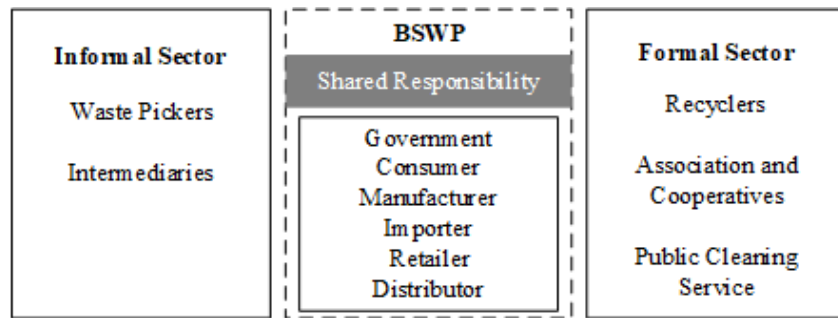 Informal Sector
Waste Pickers
Intermediaries
BSWP
Shared Responsibility
Government
Consumer
Manufacturer
Importer
Retailer
Distributor
Formal Sector
Recyclers
Association and
Cooperatives
Public Cleaning
Service